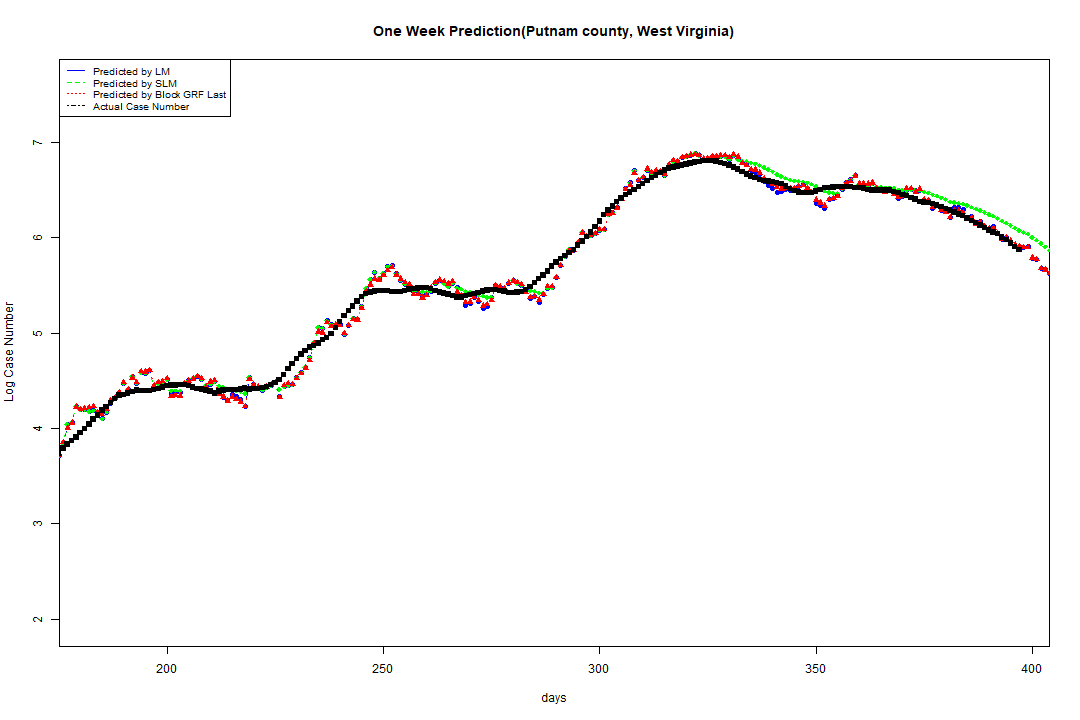 One Week Prediction(Putnam county, West Virginia)
Predicted by LM
Predicted by SLM
Predicted by Block GRF Last
Actual Case Number
7
6
5
4
3
2
Log Case Number
200 250 300 350 400
days